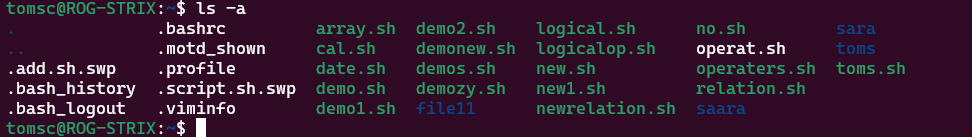 tomsc@ROG-STRIX:~$ ls -a
. .bashrc array.sh demo2.sh logical.sh no.sh sara
.. .motd_shown cal.sh demonew.sh logicalop.sh operat.sh toms
.add.sh.swp .profile date.sh demos.sh new.sh operaters.sh toms.sh
.bash_history .script.sh.swp demo.sh demozy.sh new1.sh relation.sh
.bash_logout .viminfo demo1.sh file11 newrelation.sh saara
tomsc@ROG-STRIX:~$